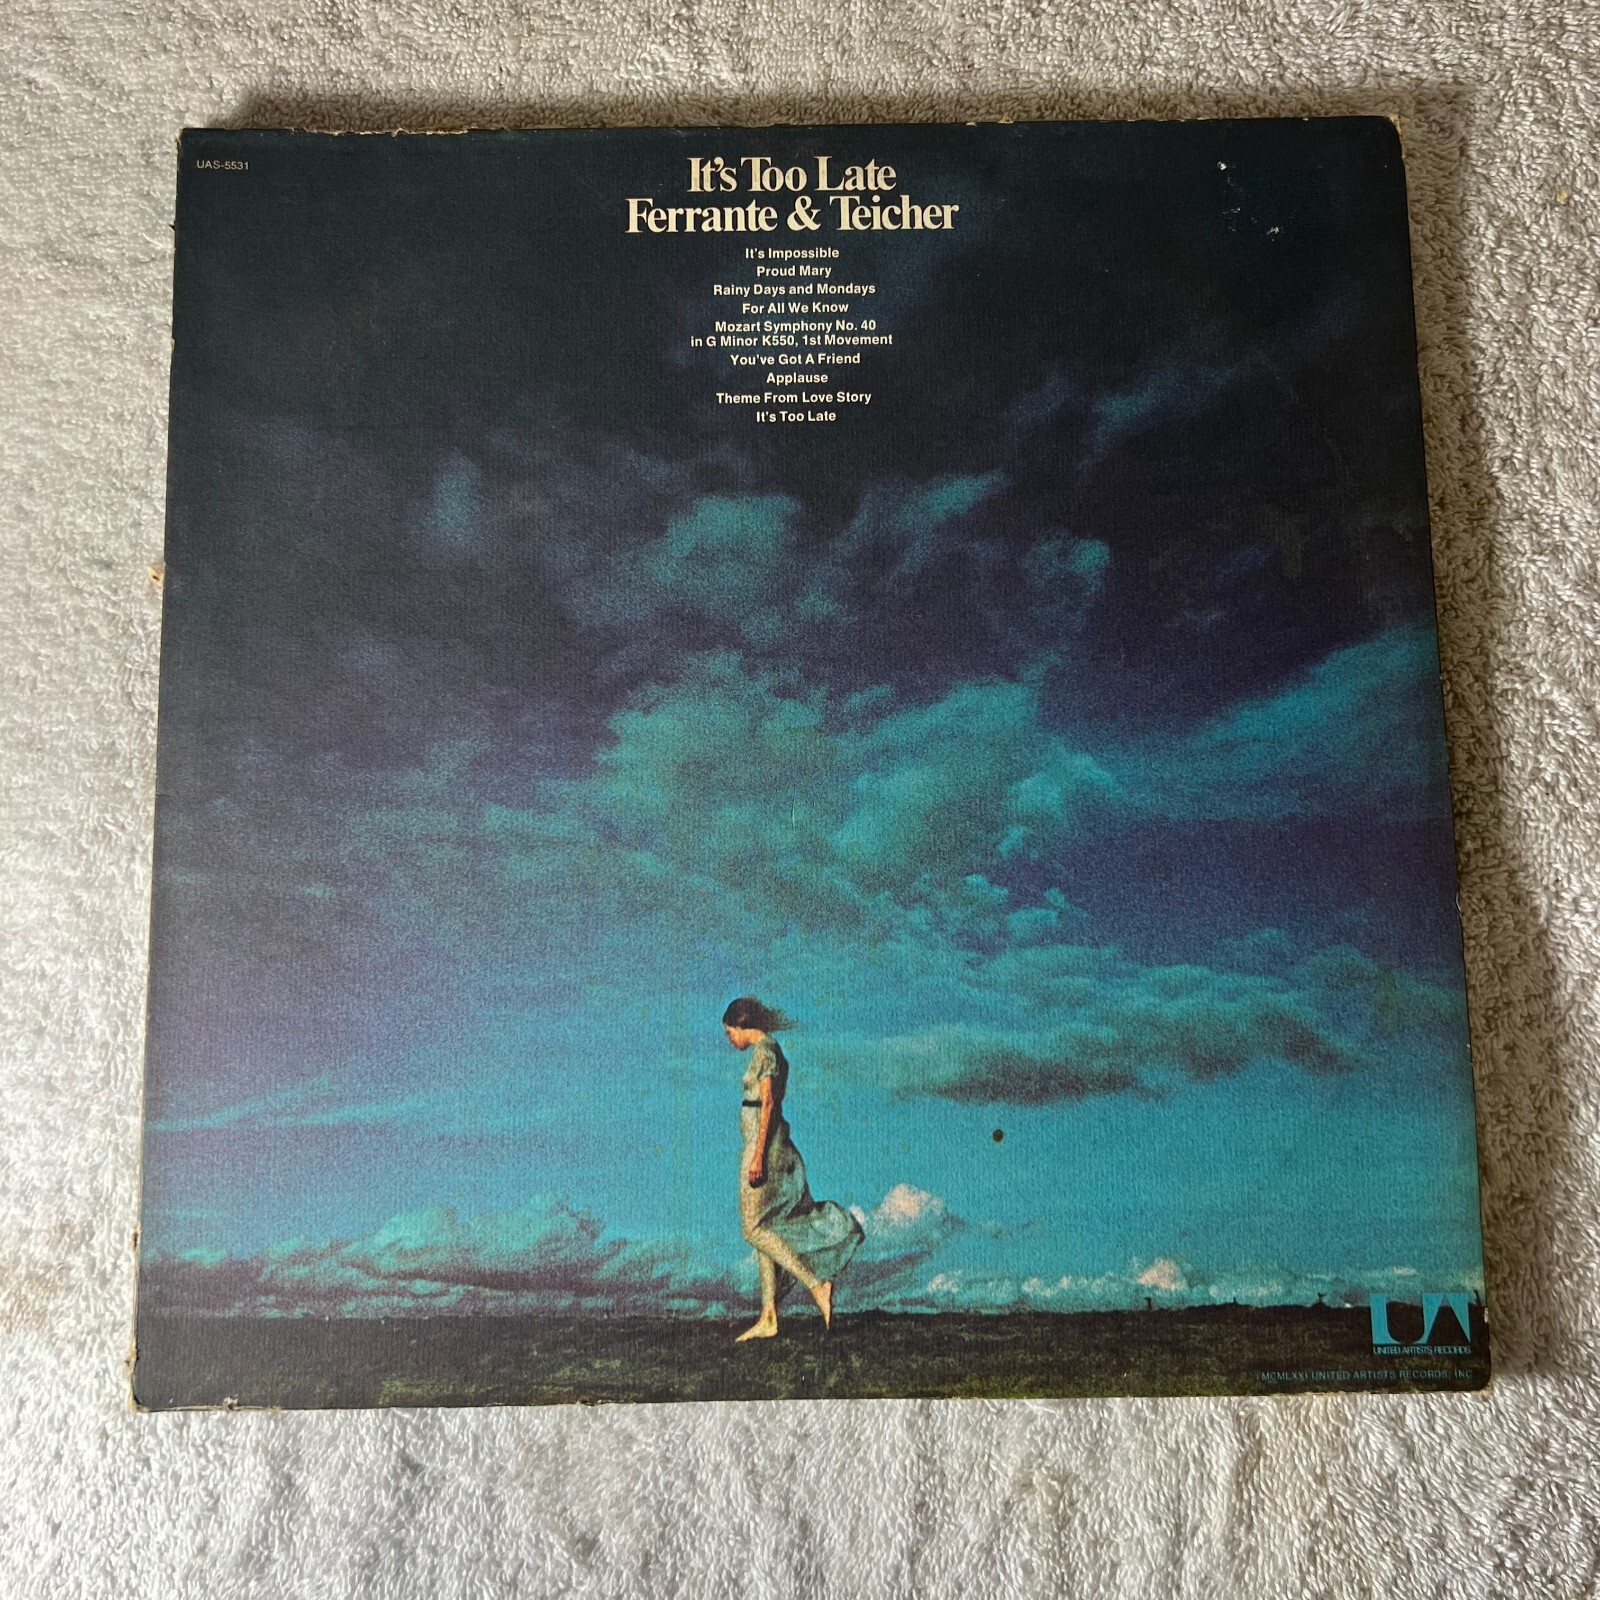 UAS-5531
It's Too Late
Ferrante & Teicher
It's Impossible
Proud Mary
Rainy Days and Mondays
For All We Know
Mozart Symphony No. 40
in G Minor K550, 1st Movement
You've Got A Friend
Applause
Theme From Love Story
It's Too Late
UA
UNITED ARTISTS RECORDS
MCMLXXI UNITED ARTISTS RECORDS, INC